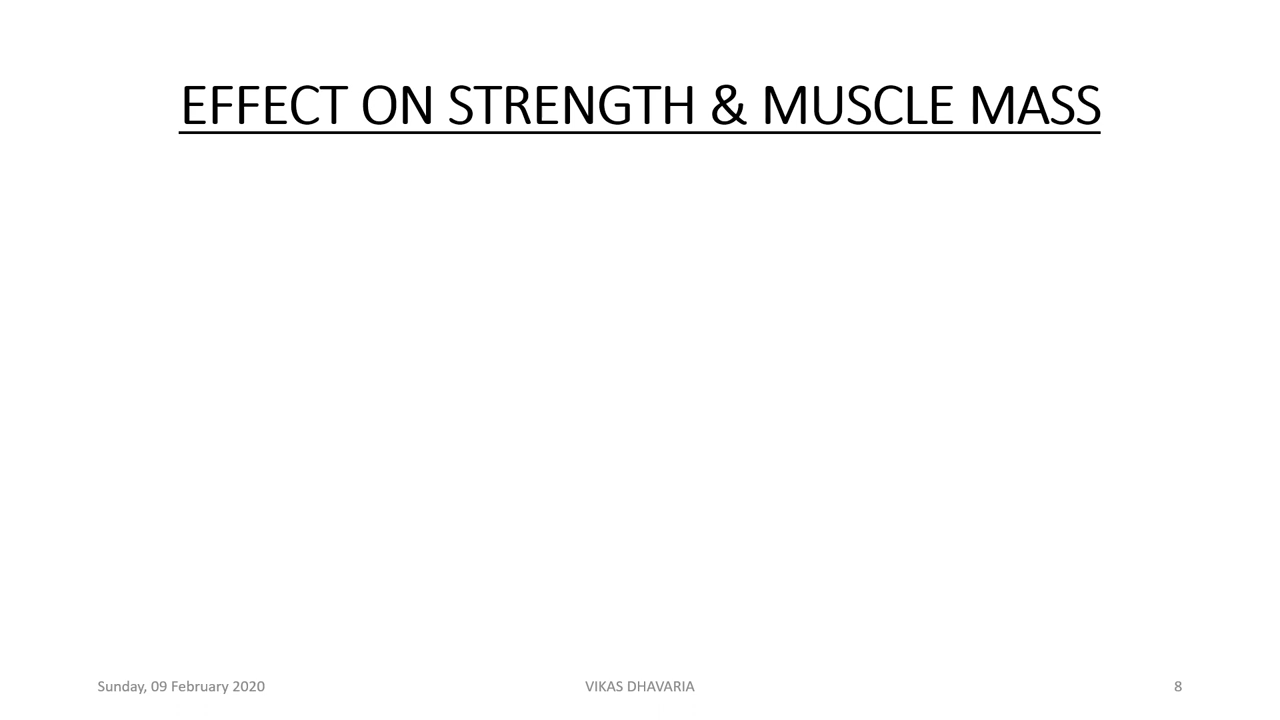 EFFECT ON STRENGTH & MUSCLE MASS
Sunday, 09 February 2020
VIKAS DHAVARIA
8